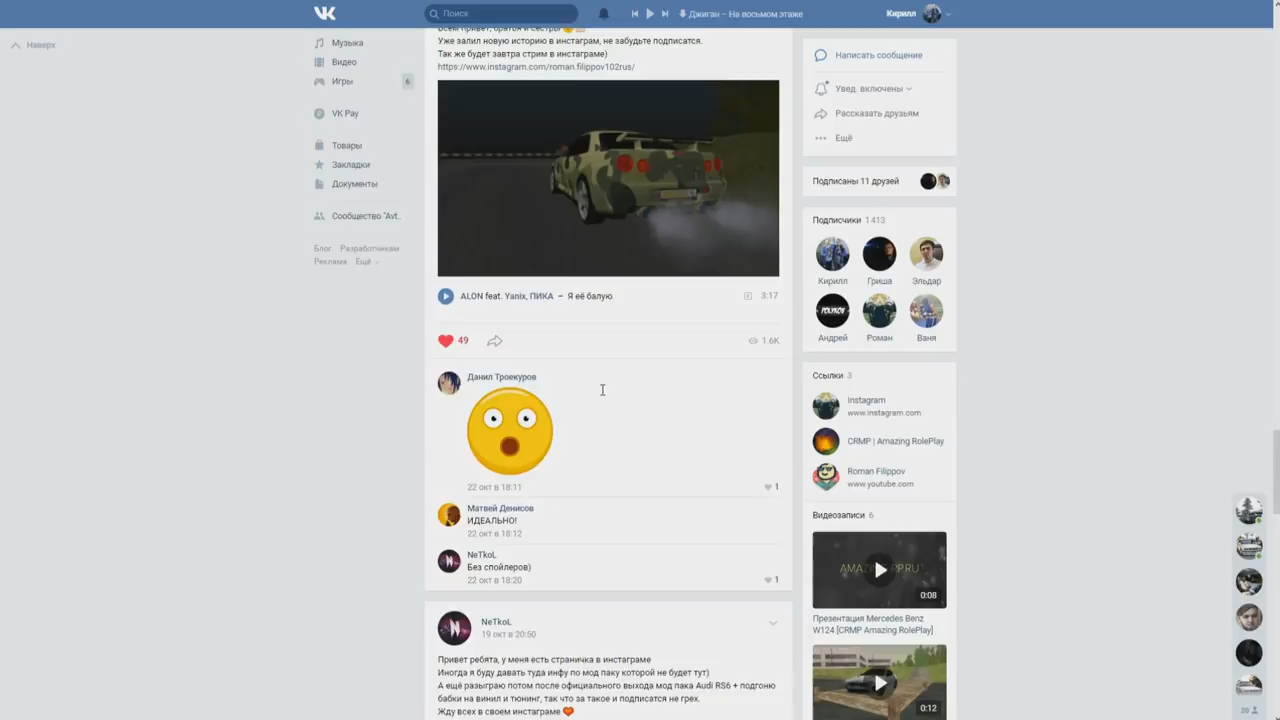 Поиск
Джиган – На восьмом этаже
Кирилл
Наверх
Музыка
Видео
Игры
6
VK Pay
Товары
Закладки
Документы
Сообщество "Avt..
Блог Разработчикам
Реклама Ещё
Всем привет, братья и сестры
Уже залил новую историю в инстаграм, не забудьте подписатся.
Так же будет завтра стрим в инстаграме)
https://www.instagram.com/roman.filippov102rus/
ALON feat. Yanix, ПИКА – Я её балую
3:17
49
1.6K
Данил Троекуров
22 окт в 18:11
1
Матвей Денисов
ИДЕАЛЬНО!
22 окт в 18:12
NeTkoL
Без спойлеров)
22 окт в 18:20
1
NeTkoL
19 окт в 20:50
Привет ребята, у меня есть страничка в инстаграме
Иногда я буду давать туда инфу по мод паку которой не будет тут)
А ещё разыграю потом после официального выхода мод пака Audi RS6 + подгоню
бабки на винил и тюнинг, так что за такое и подписатся не грех.
Жду всех в своем инстаграме
Написать сообщение
Увед. включены
Рассказать друзьям
Ещё
Подписаны 11 друзей
Подписчики 1 413
Кирилл
Гриша
Эльдар
POLYKOV
Андрей
Роман
Ваня
Ссылки 3
Instagram
www.instagram.com
CRMP | Amazing RolePlay
Roman Filippov
www.youtube.com
Видеозаписи 6
0:08
Презентация Mercedes Benz
W124 [CRMP Amazing RolePlay]
0:12
20